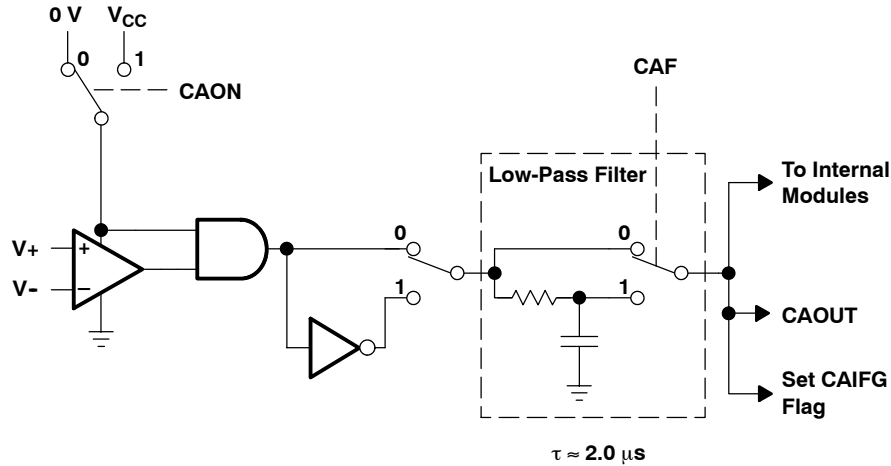 0 V
VCC
0
1
CAON
CAF
Low-Pass Filter
To Internal
Modules
V+
+
V-
−
0
1
0
1
CAOUT
Set CAIFG
Flag
τ ≈ 2.0 μs